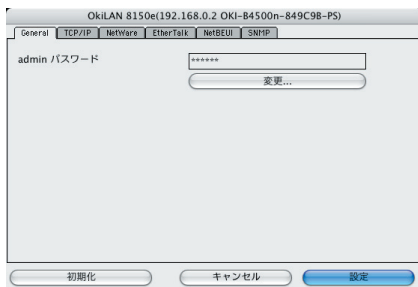 OkiLAN 8150e(192.168.0.2 OKI-B4500n-849C9B-PS)
General TCP/IP NetWare EtherTalk NetBEUI SNMP
admin パスワード ******
変更...
初期化 キャンセル 設定